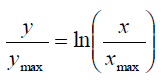 y/y_max = ln(x/x_max)